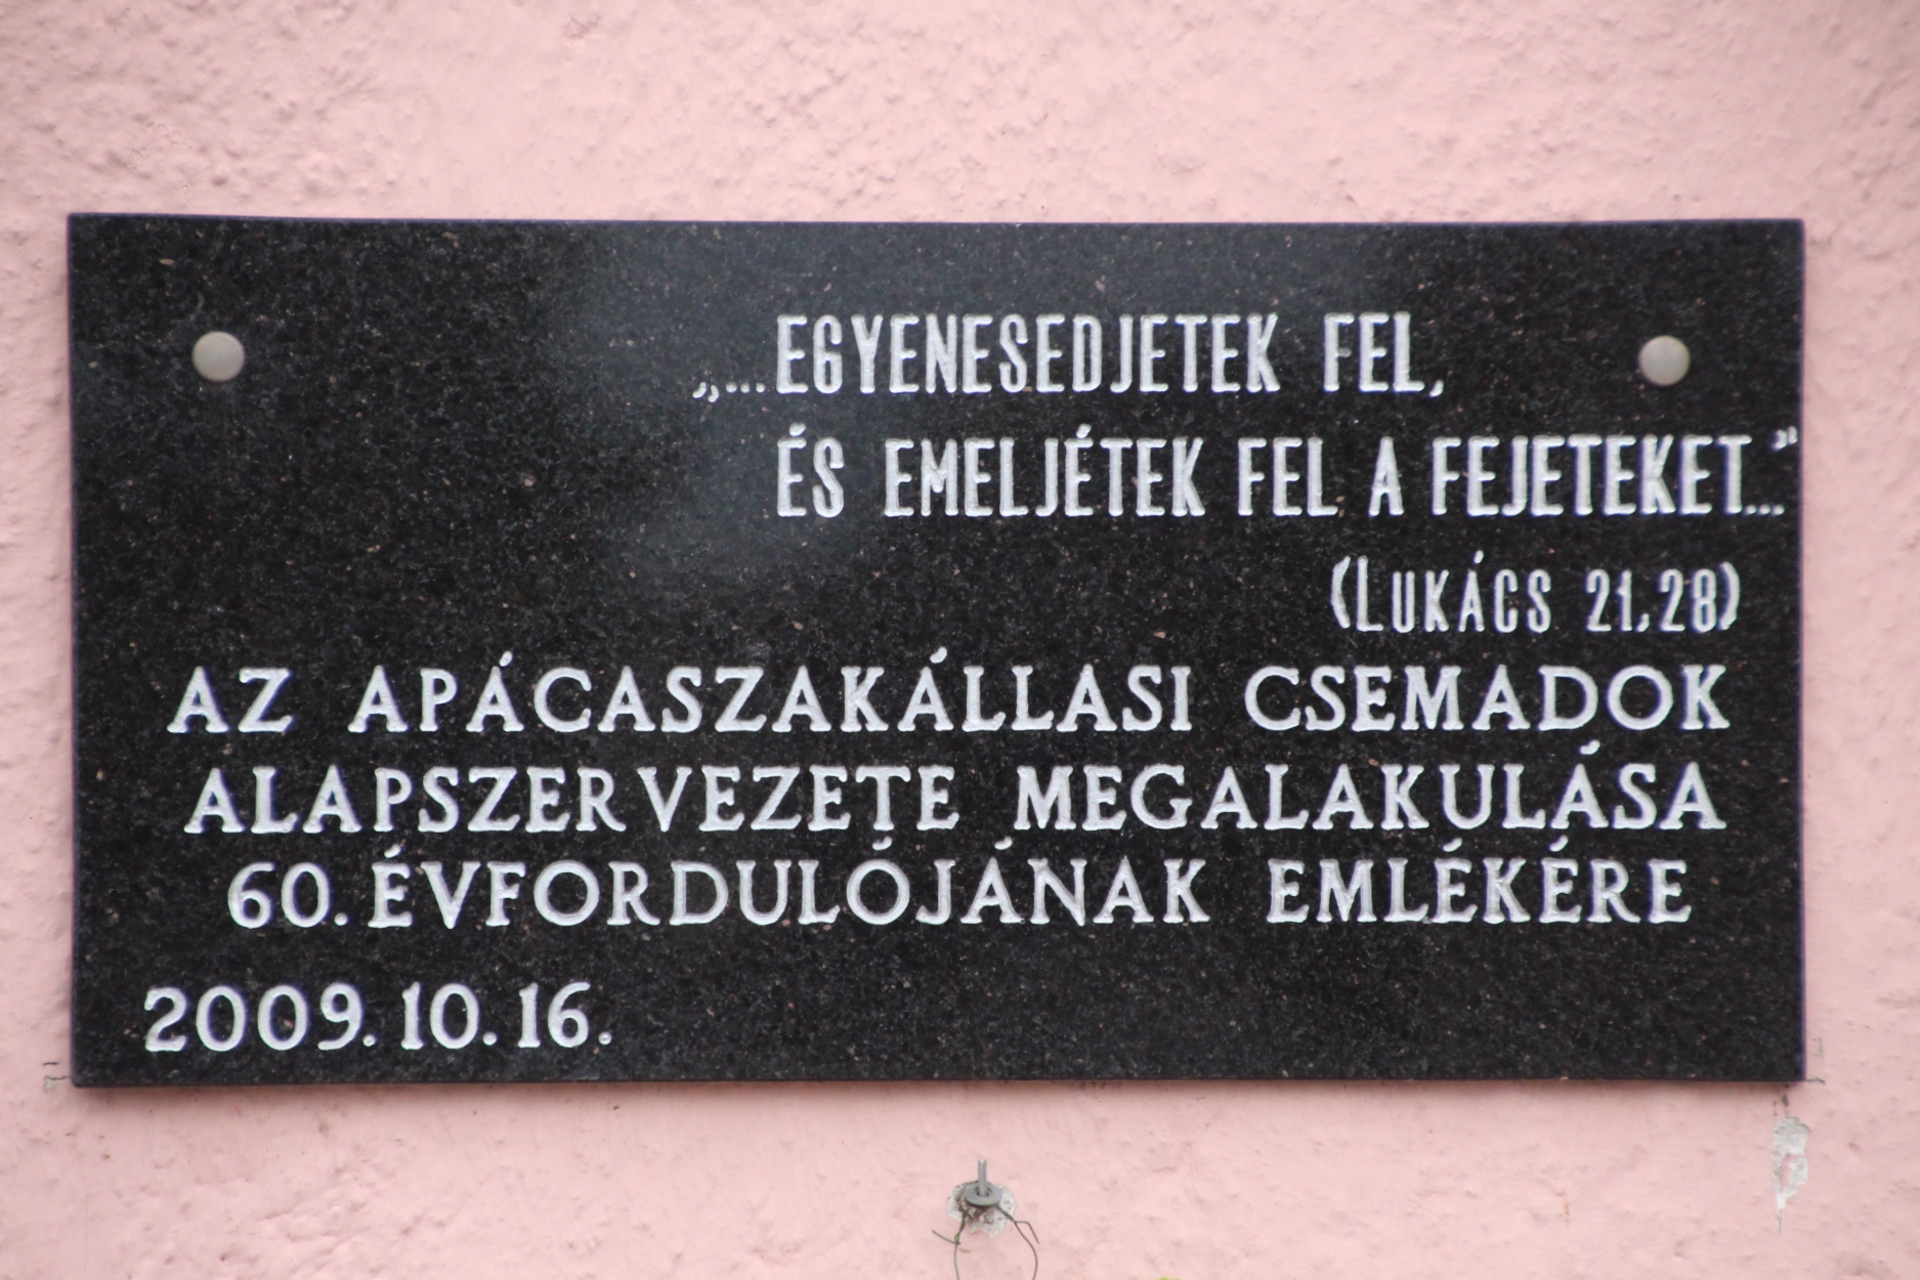 „...EGYENESEDJETEK FEL,
ÉS EMELJÉTEK FEL A FEJETEKET...”
(LUKÁCS 21,28)
AZ APÁCASZAKÁLLASI CSEMADOK
ALAPSZERVEZETE MEGALAKULÁSA
60. ÉVFORDULÓJÁNAK EMLÉKÉRE
2009.10.16.